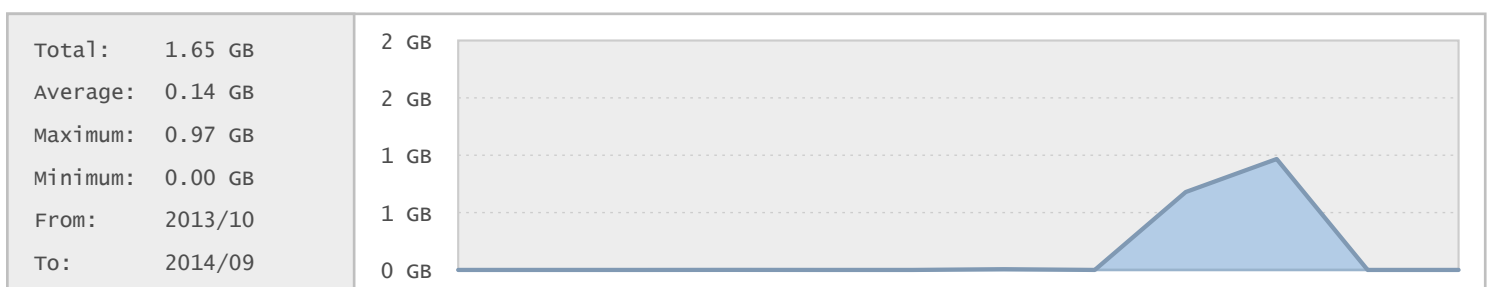 Total: 1.65 GB
Average: 0.14 GB
Maximum: 0.97 GB
Minimum: 0.00 GB
From: 2013/10
To: 2014/09
2 GB
2 GB
1 GB
1 GB
0 GB